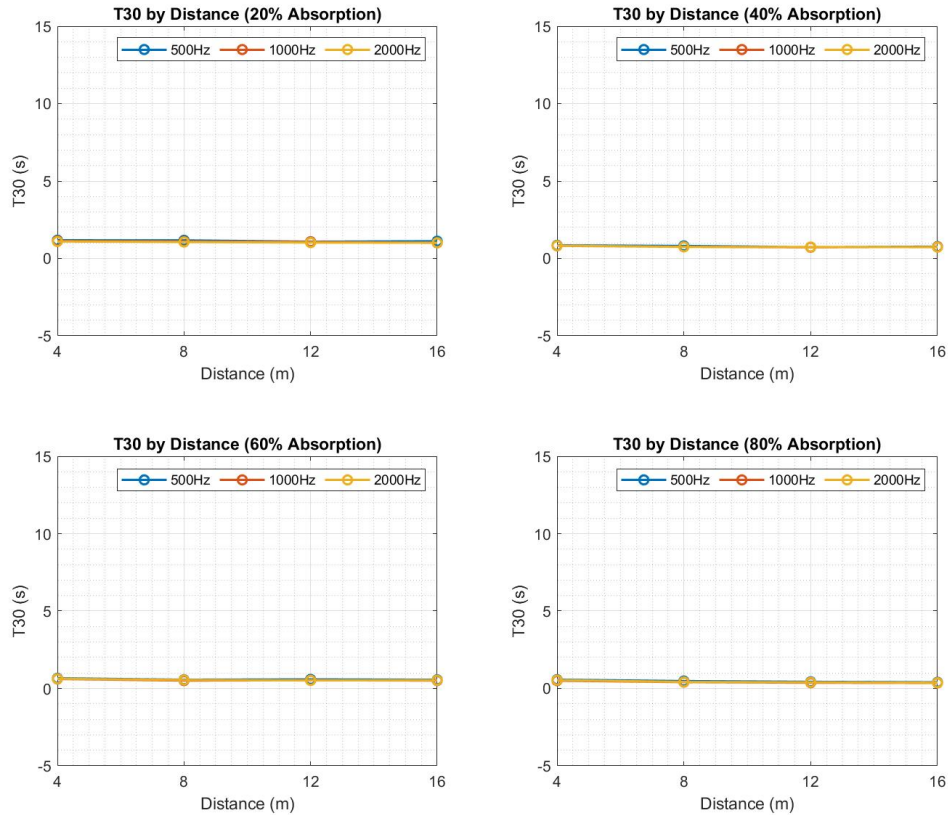 T30 by Distance (20% Absorption)
500Hz 1000Hz 2000Hz
15
10
5
0
-5
T30 (s)
4 8 12 16
Distance (m)
T30 by Distance (40% Absorption)
500Hz 1000Hz 2000Hz
15
10
5
0
-5
T30 (s)
4 8 12 16
Distance (m)
T30 by Distance (60% Absorption)
500Hz 1000Hz 2000Hz
15
10
5
0
-5
T30 (s)
4 8 12 16
Distance (m)
T30 by Distance (80% Absorption)
500Hz 1000Hz 2000Hz
15
10
5
0
-5
T30 (s)
4 8 12 16
Distance (m)